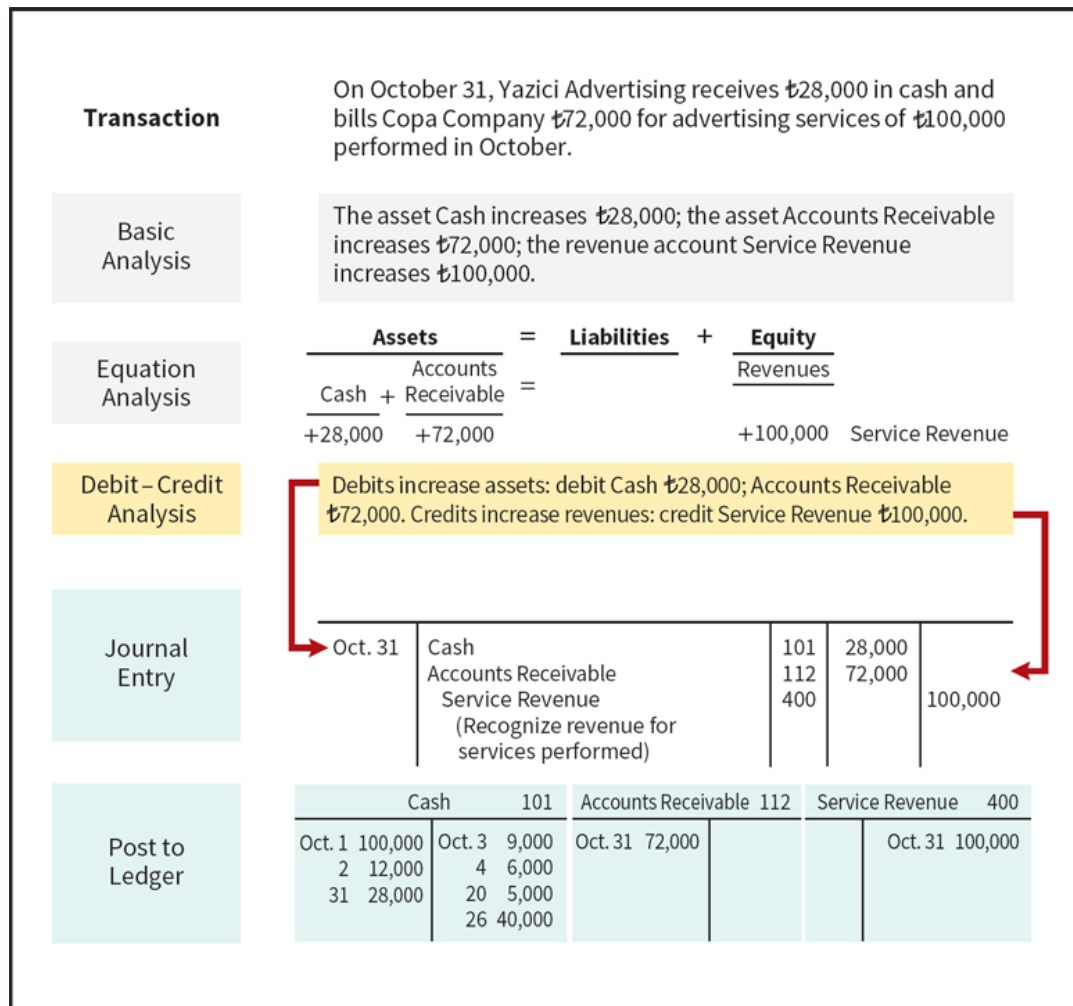 Transaction
On October 31, Yazici Advertising receives ₺28,000 in cash and
bills Copa Company ₺72,000 for advertising services of ₺100,000
performed in October.
Basic
Analysis
The asset Cash increases ₺28,000; the asset Accounts Receivable
increases ₺72,000; the revenue account Service Revenue
increases ₺100,000.
Equation
Analysis
Assets = Liabilities + Equity
Accounts Revenues
Cash + Receivable =
+28,000 +72,000 +100,000 Service Revenue
Debit – Credit
Analysis
Debits increase assets: debit Cash ₺28,000; Accounts Receivable
₺72,000. Credits increase revenues: credit Service Revenue ₺100,000.
Journal
Entry
Oct. 31 Cash 101 28,000
Accounts Receivable 112 72,000
Service Revenue 400 100,000
(Recognize revenue for
services performed)
Post to
Ledger
Cash 101 Accounts Receivable 112 Service Revenue 400
Oct. 1 100,000 Oct. 3 9,000 Oct. 31 72,000 Oct. 31 100,000
2 12,000 4 6,000
31 28,000 20 5,000
26 40,000